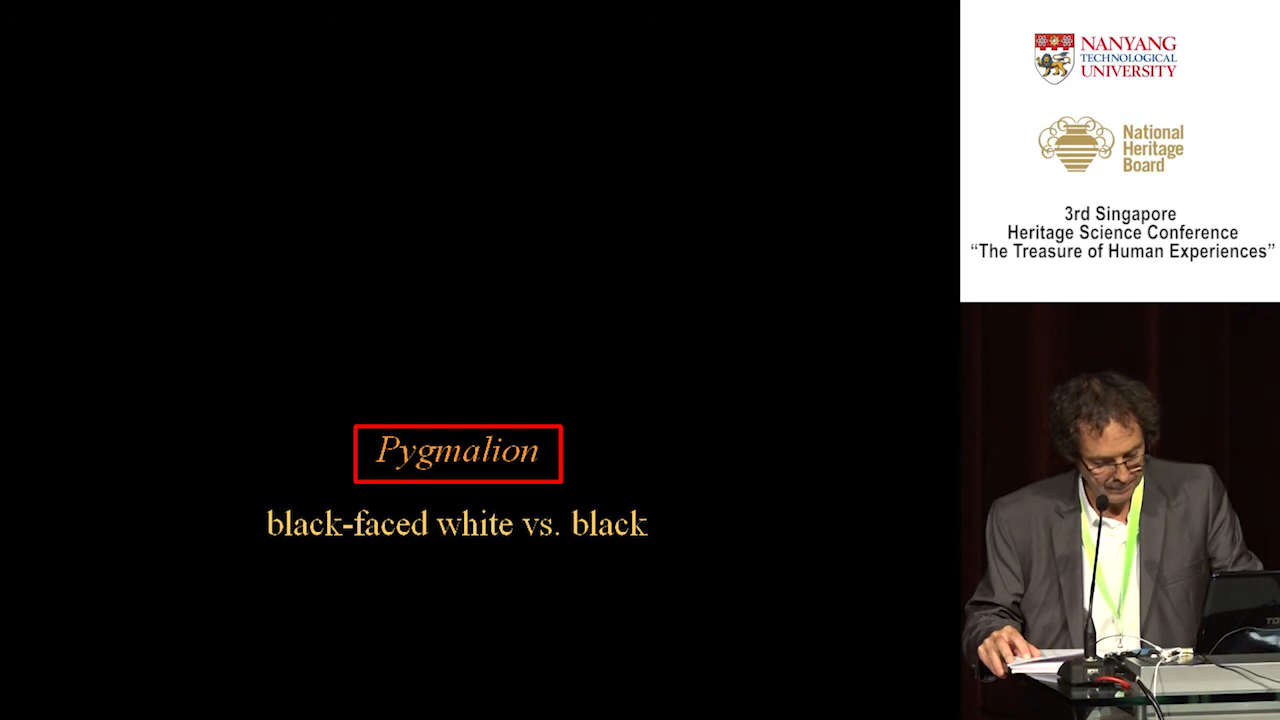 Pygmalion
black-faced white vs. black
NANYANG
TECHNOLOGICAL
UNIVERSITY
National
Heritage
Board
3rd Singapore
Heritage Science Conference
“The Treasure of Human Experiences”